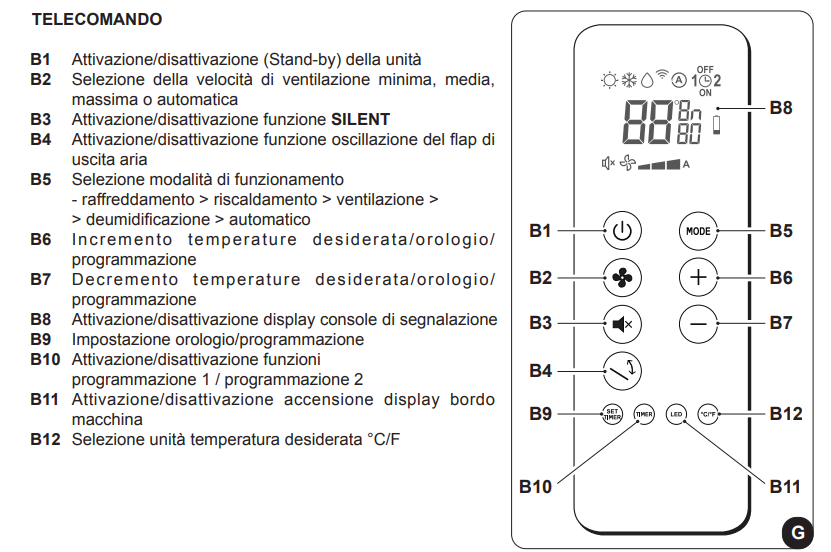 TELECOMANDO
B1 Attivazione/disattivazione (Stand-by) della unità
B2 Selezione della velocità di ventilazione minima, media,
massima o automatica
B3 Attivazione/disattivazione funzione SILENT
B4 Attivazione/disattivazione funzione oscillazione del flap di
uscita aria
B5 Selezione modalità di funzionamento
- raffreddamento > riscaldamento > ventilazione >
> deumidificazione > automatico
B6 Incremento temperature desiderata/orologio/
programmazione
B7 Decremento temperature desiderata/orologio/
programmazione
B8 Attivazione/disattivazione display console di segnalazione
B9 Impostazione orologio/programmazione
B10 Attivazione/disattivazione funzioni
programmazione 1 / programmazione 2
B11 Attivazione/disattivazione accensione display bordo
macchina
B12 Selezione unità temperatura desiderata °C/F
OFF
A 1 2
ON
88 °8n
80
B8
A
B1 MODE B5
B2 B6
B3 B7
B4
B9 SET TIMER TIMER LED °C/°F B12
B10 B11
G